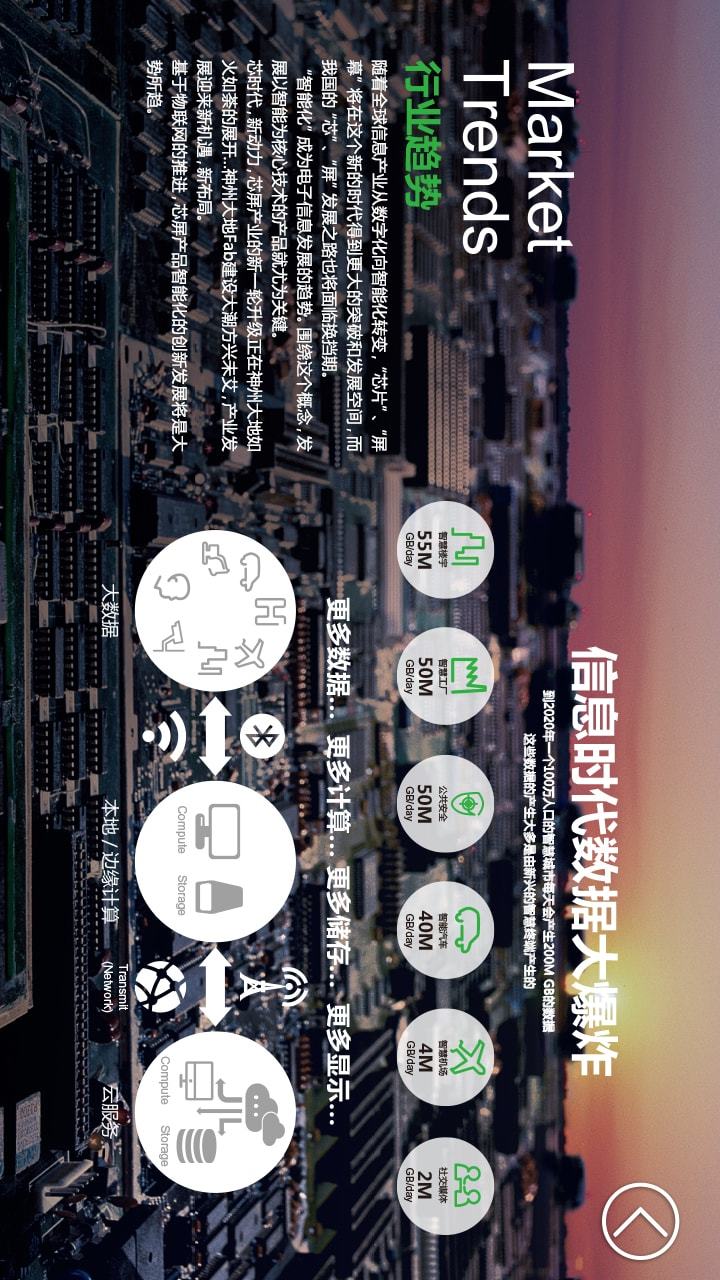 Market
Trends
行业趋势
随着全球信息产业从数字化向智能化转变，“芯片”、“屏
幕”将在这个新的时代得到更大的突破和发展空间，而
我国的“芯”、“屏”发展之路也将面临换挡期。
“智能化”成为电子信息发展的趋势。围绕这个概念，发
展以智能为核心技术的产品就尤为关键。
芯时代，新动力，芯屏产业的新一轮升级正在神州大地如
火如荼的展开...神州大地Fab建设大潮方兴未艾，产业发
展迎来新机遇，新布局。
基于物联网的推进，芯屏产品智能化的创新发展将是大
势所趋。
信息时代数据大爆炸
到2020年一个100万人口的智慧城市每天会产生200M GB的数据
这些数据的产生大多是由新兴的智慧终端产生的
智慧楼宇
55M
GB/day
智慧工厂
50M
GB/day
公共安全
50M
GB/day
智能汽车
40M
GB/day
智慧机场
4M
GB/day
社交媒体
2M
GB/day
更多数据... 更多计算... 更多储存... 更多显示...
H
Compute
Storage
Compute
Storage
大数据
本地 / 边缘计算
Transmit
(Network)
云服务